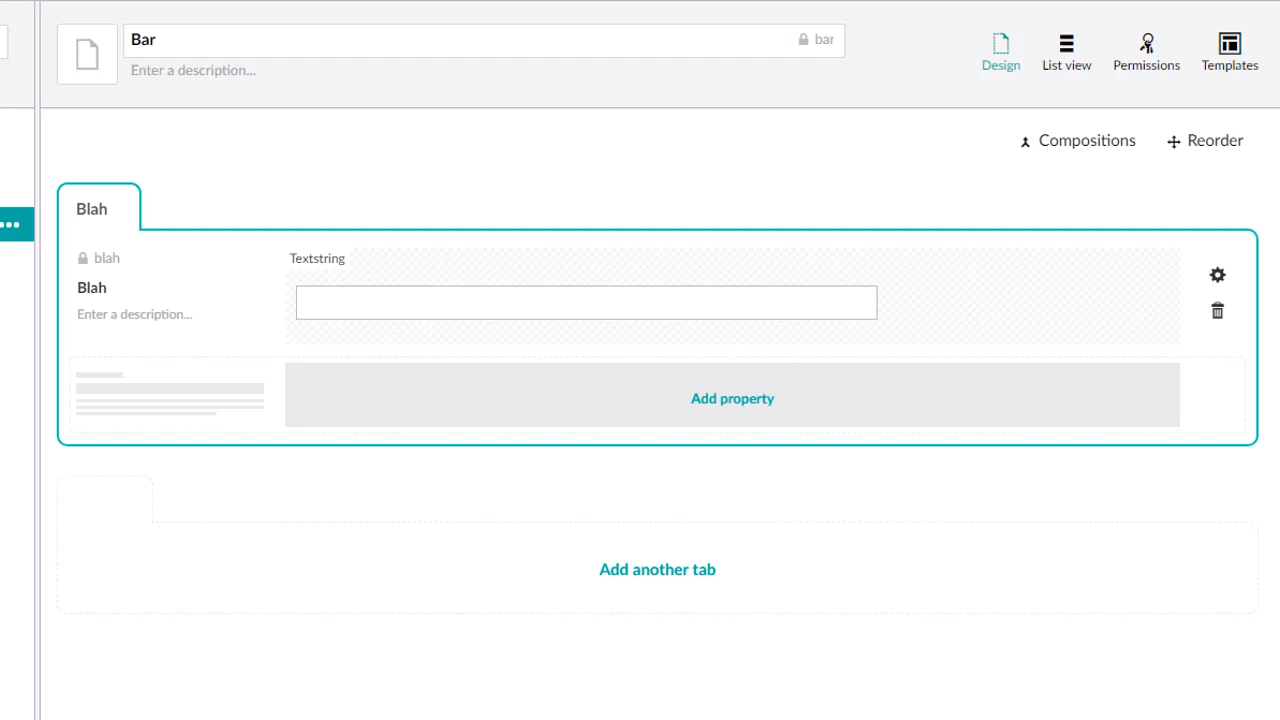 Bar
bar
Enter a description...
Design
List view
Permissions
Templates
Compositions
Reorder
Blah
blah
Blah
Enter a description...
Textstring
Add property
Add another tab